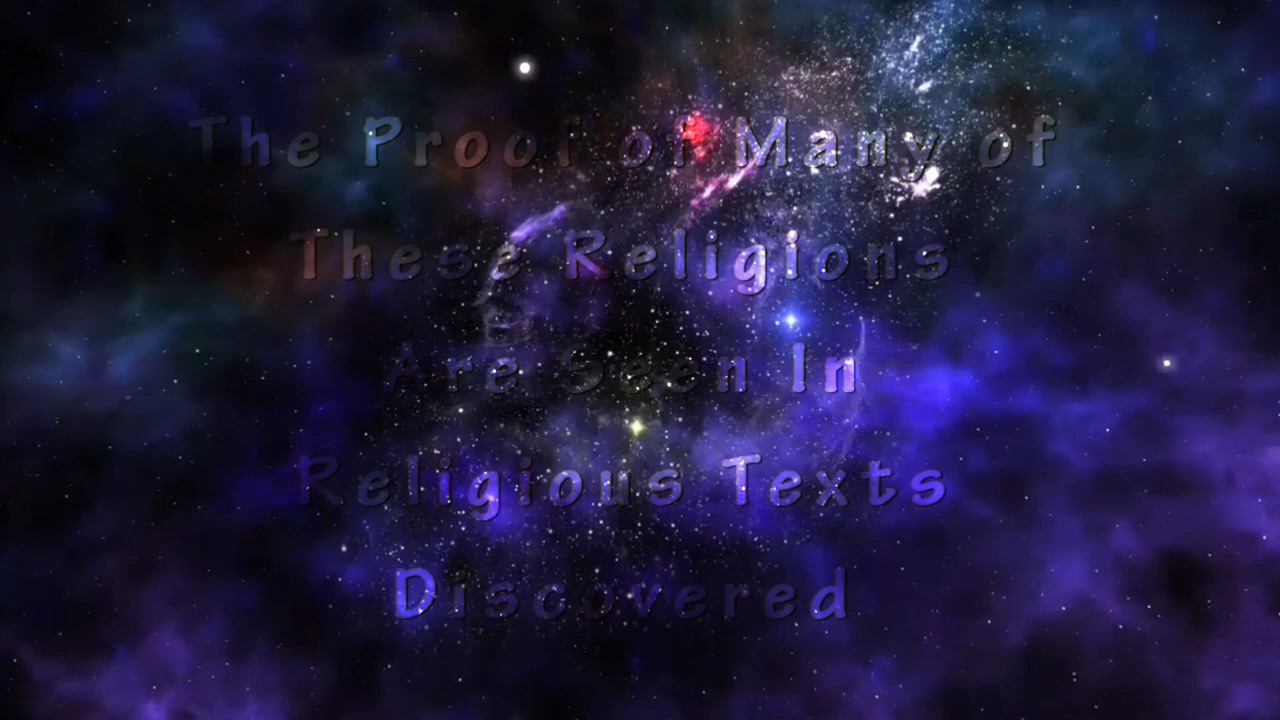 The Proof of Many of
These Religions
Are Seen In
Religious Texts
Discovered